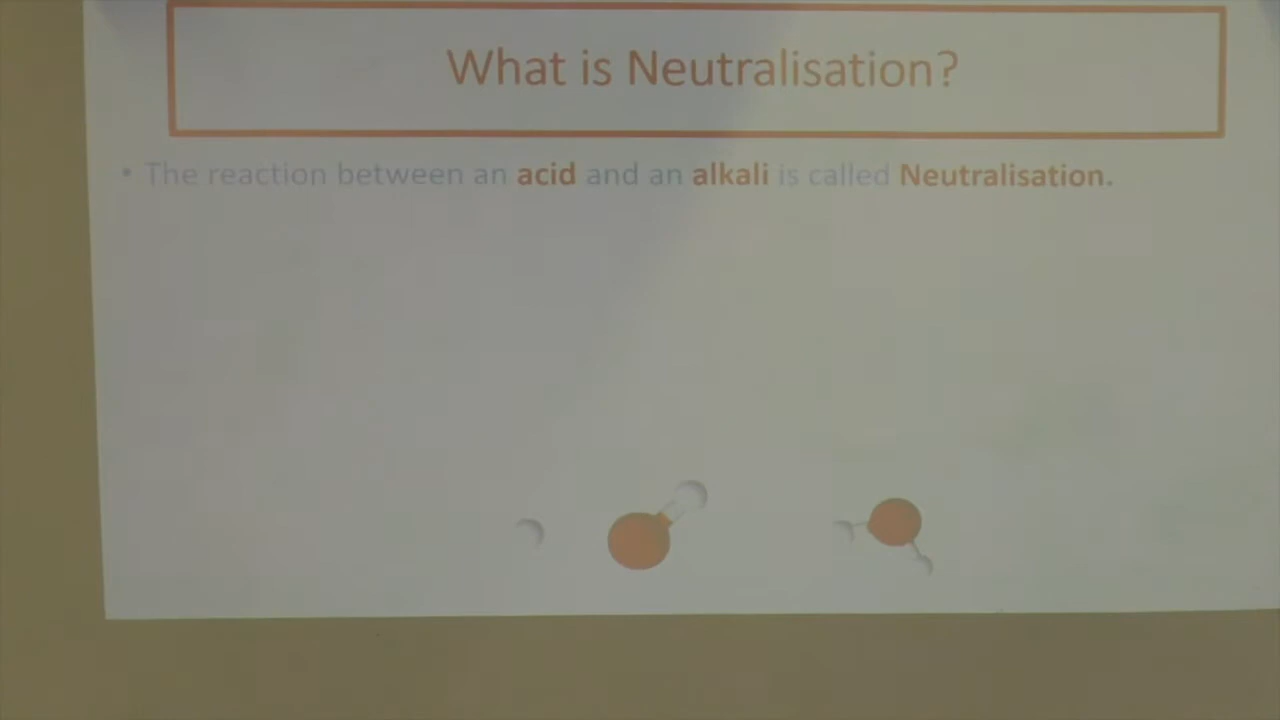 What is Neutralisation?
• The reaction between an acid and an alkali is called Neutralisation.